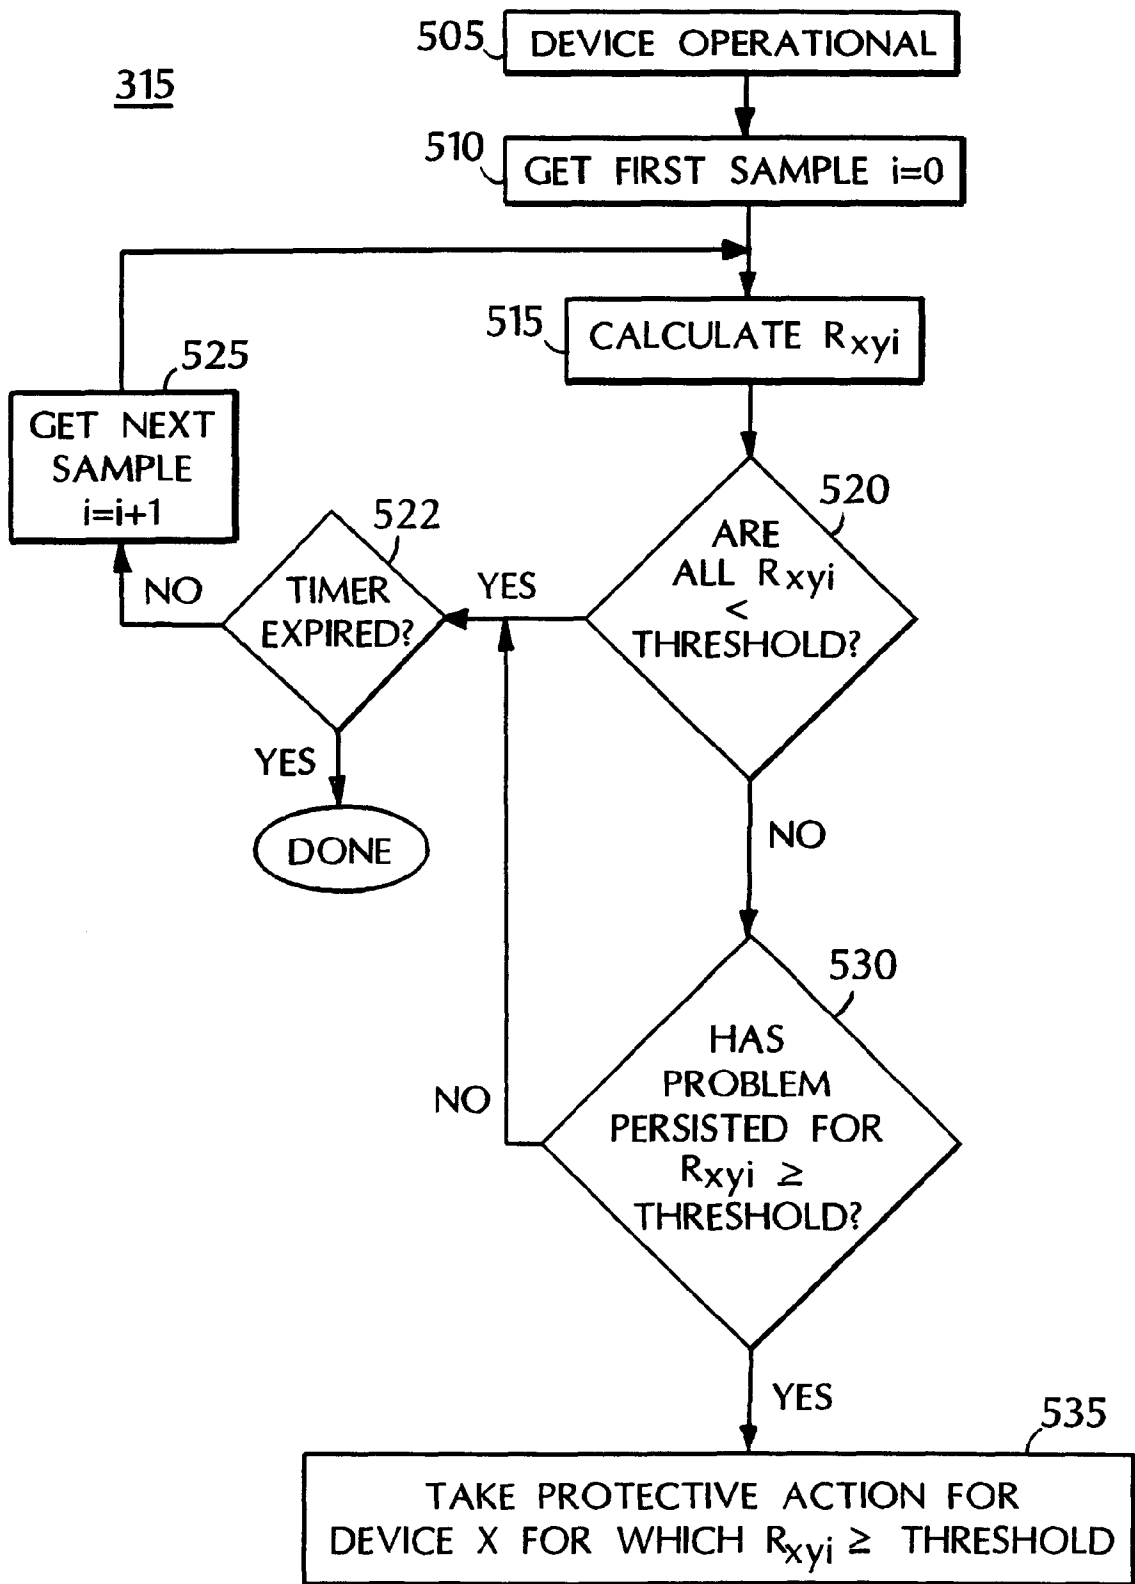 505
DEVICE OPERATIONAL
315
510
GET FIRST SAMPLE i=0
515
CALCULATE Rxyi
525
GET NEXT
SAMPLE
i=i+1
520
ARE
ALL Rxyi
<
THRESHOLD?
522
TIMER
EXPIRED?
YES
NO
YES
DONE
NO
530
HAS
PROBLEM
PERSISTED FOR
Rxyi ≥
THRESHOLD?
NO
YES
535
TAKE PROTECTIVE ACTION FOR
DEVICE X FOR WHICH Rxyi ≥ THRESHOLD